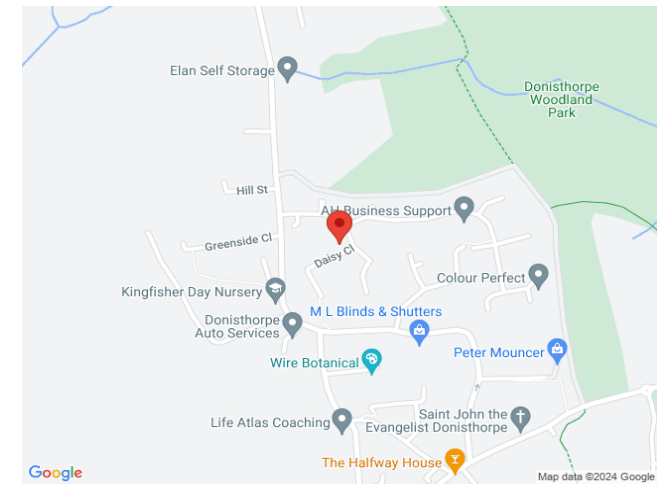 Elan Self Storage
Donisthorpe
Woodland
Park
Hill St
AH Business Support
Greenside Cl
Daisy Cl
Colour Perfect
Kingfisher Day Nursery
M L Blinds & Shutters
Donisthorpe
Auto Services
Peter Mouncer
Wire Botanical
Saint John the
Evangelist Donisthorpe
Life Atlas Coaching
The Halfway House
Google
Map data ©2024 Google